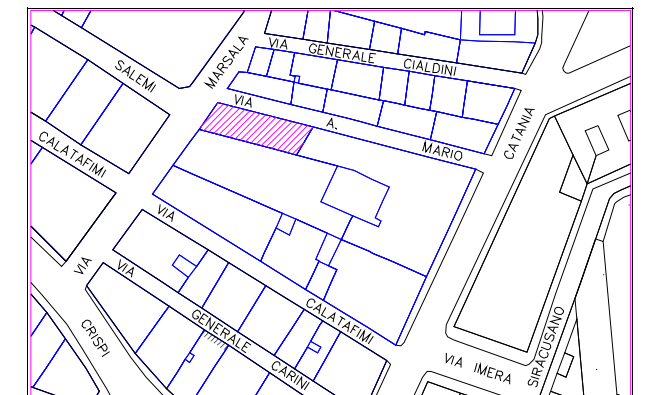 VIA GENERALE CIALDINI
SALEMI
MARSALA
VIA A. MARIO
CATANIA
CALATAFIMI
VIA CALATAFIMI
VIA
CRISPI
VIA GENERALE CARINI
VIA IMERA
SIRACUSANO